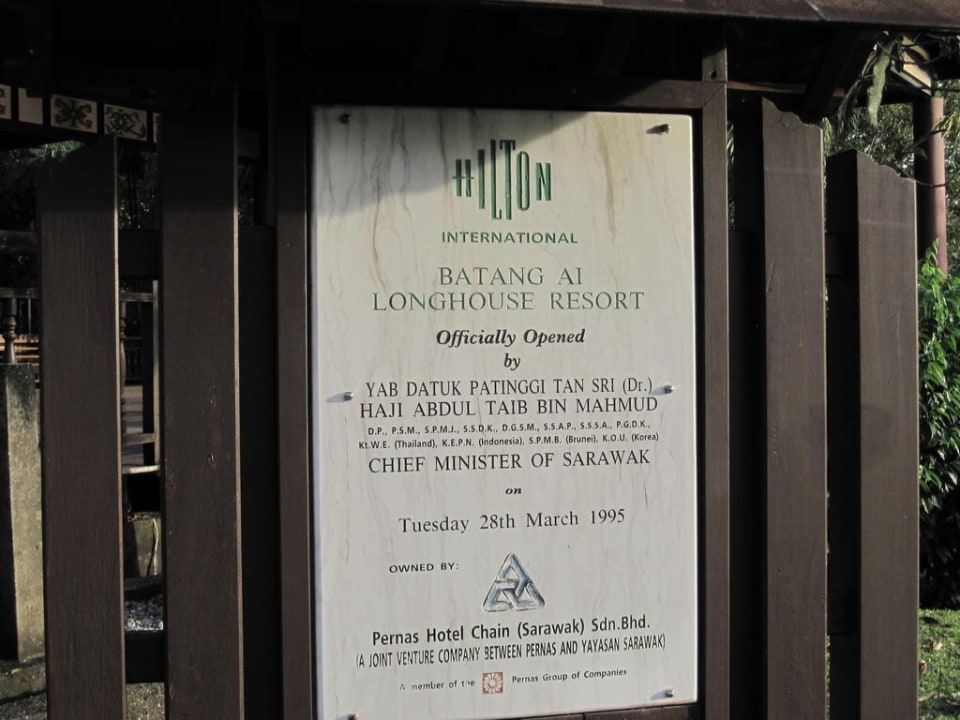 HILTON
INTERNATIONAL
BATANG AI
LONGHOUSE RESORT
Officially Opened
by
YAB DATUK PATINGGI TAN SRI (Dr.)
HAJI ABDUL TAIB BIN MAHMUD
D.P., P.S.M., S.P.M.J., S.S.D.K., D.G.S.M., S.S.A.P., S.S.S.A., P.G.D.K.,
Kt.W.E. (Thailand), K.E.P.N. (Indonesia), S.P.M.B. (Brunei), K.O.U. (Korea)
CHIEF MINISTER OF SARAWAK
on
Tuesday 28th March 1995
OWNED BY:
Pernas Hotel Chain (Sarawak) Sdn.Bhd.
(A JOINT VENTURE COMPANY BETWEEN PERNAS AND YAYASAN SARAWAK)
A member of the Pernas Group of Companies